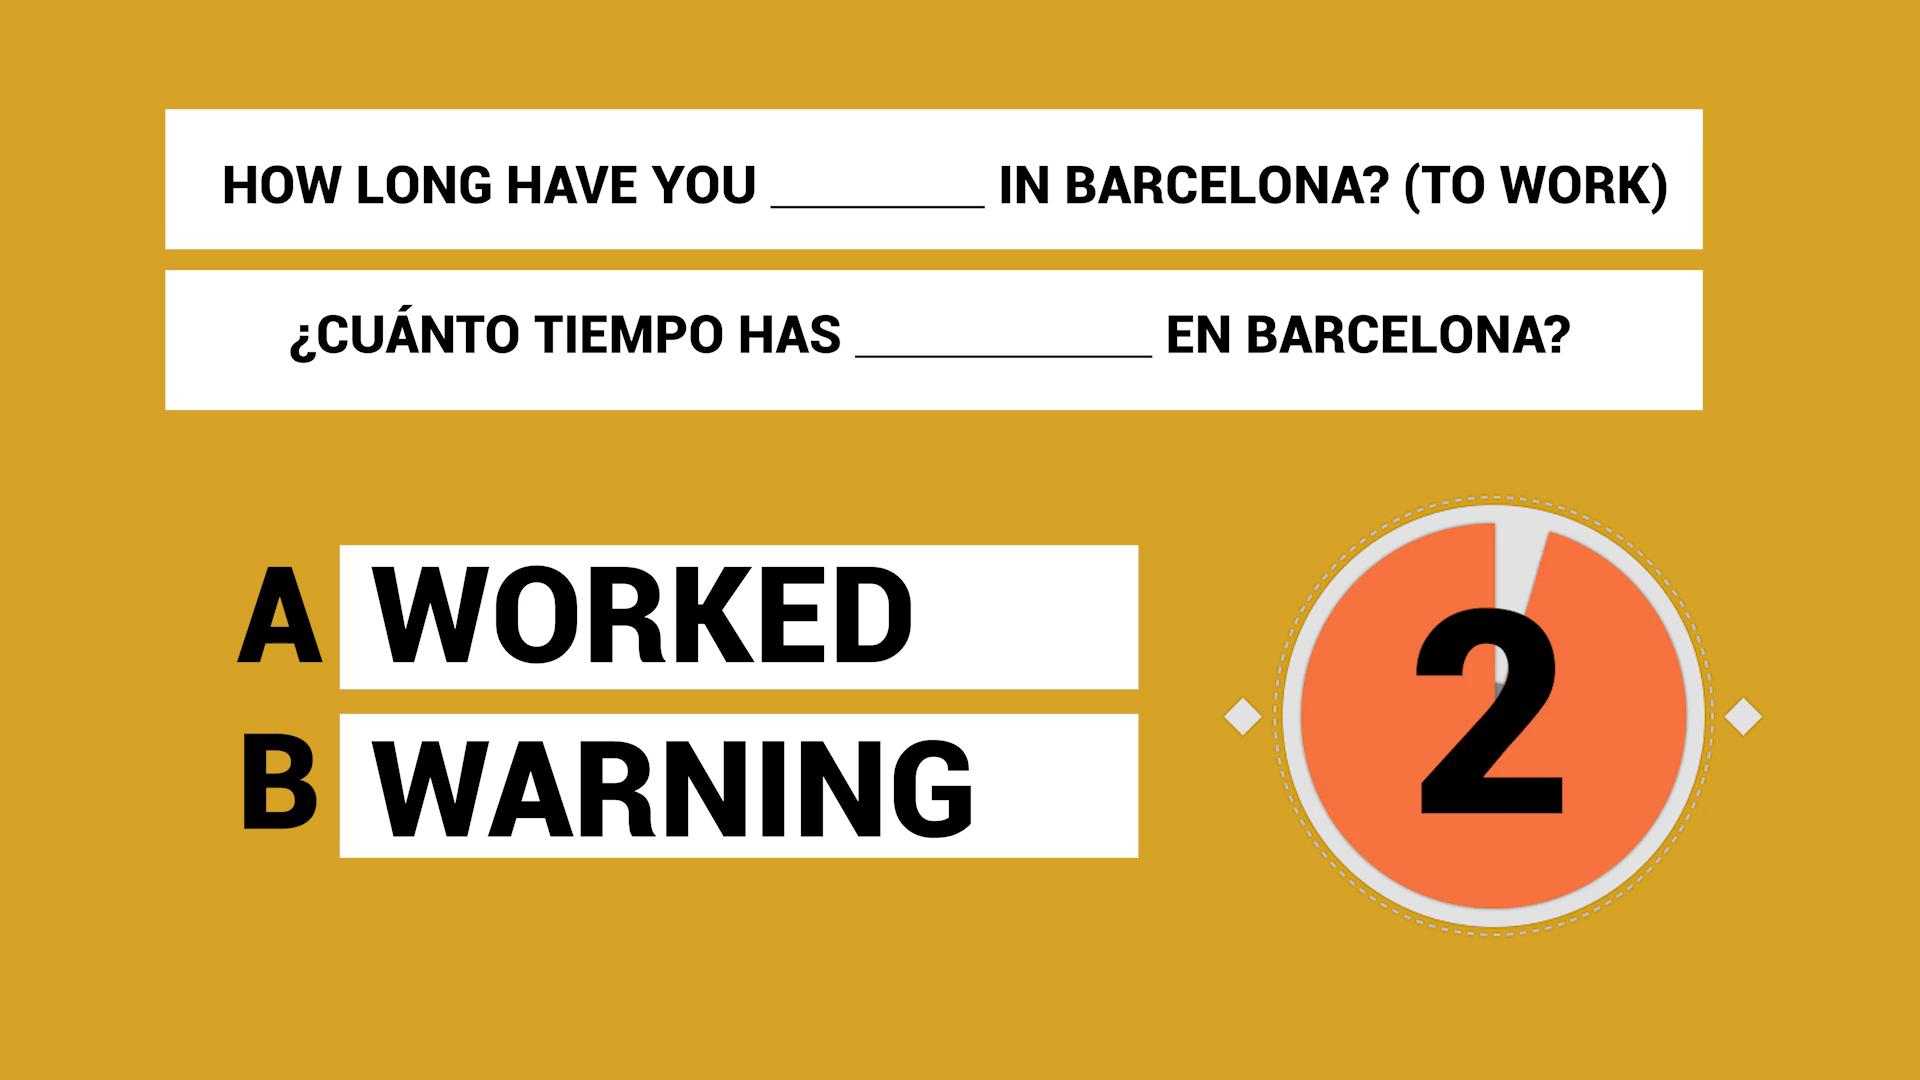 HOW LONG HAVE YOU ________ IN BARCELONA? (TO WORK)
¿CUÁNTO TIEMPO HAS ___________ EN BARCELONA?
A WORKED
B WARNING
2